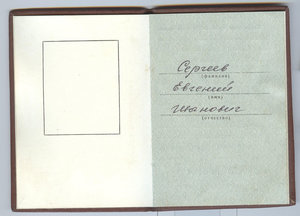 Сергеев
(фамилия)
Евгений
(имя)
Иванович
(отчество)